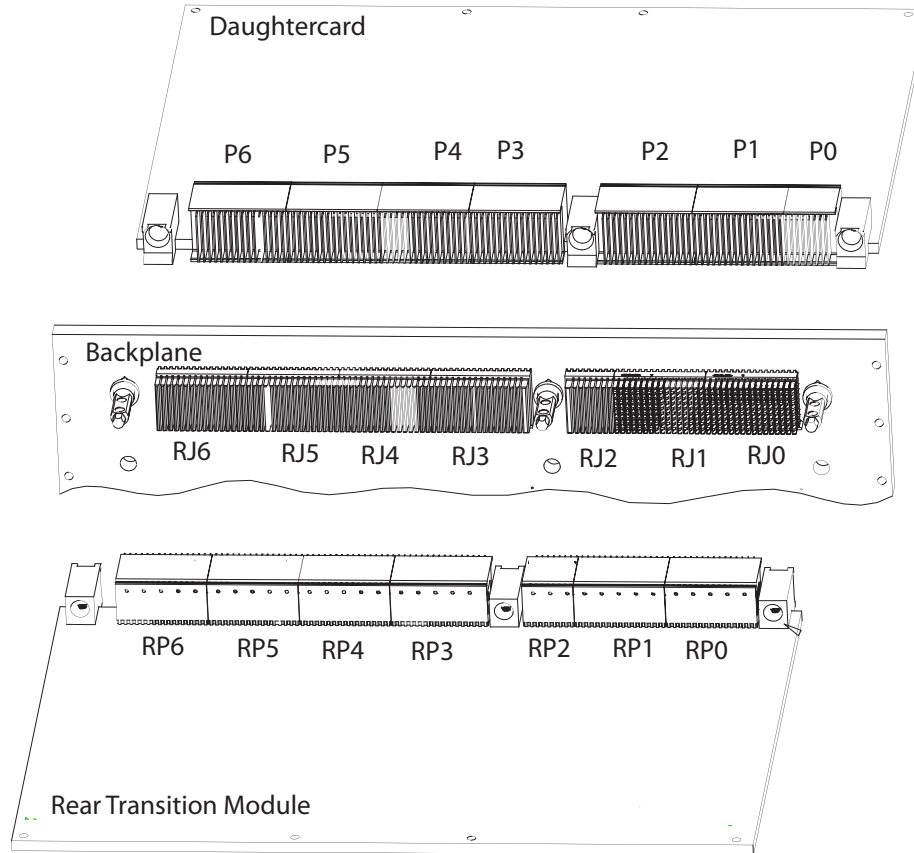 Daughtercard
P6 P5 P4 P3 P2 P1 P0
Backplane
RJ6 RJ5 RJ4 RJ3 RJ2 RJ1 RJ0
RP6 RP5 RP4 RP3 RP2 RP1 RP0
Rear Transition Module